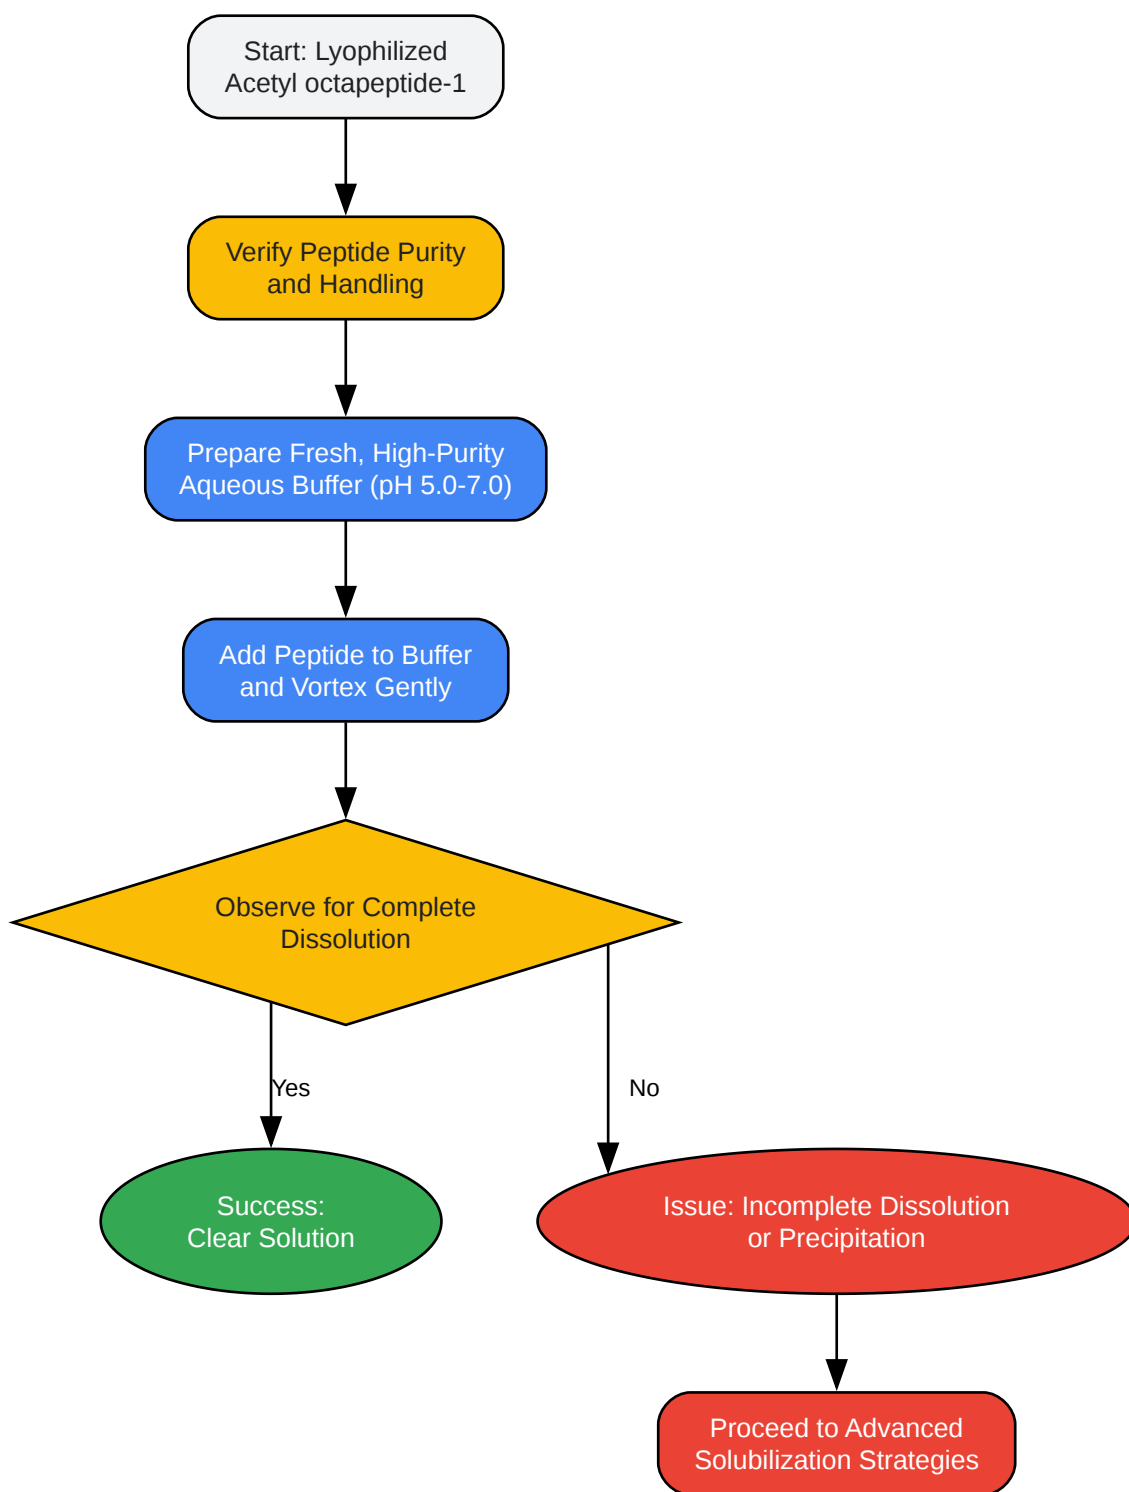 Start: Lyophilized
Acetyl octapeptide-1
Verify Peptide Purity
and Handling
Prepare Fresh, High-Purity
Aqueous Buffer (pH 5.0-7.0)
Add Peptide to Buffer
and Vortex Gently
Observe for Complete
Dissolution
Yes
No
Success:
Clear Solution
Issue: Incomplete Dissolution
or Precipitation
Proceed to Advanced
Solubilization Strategies